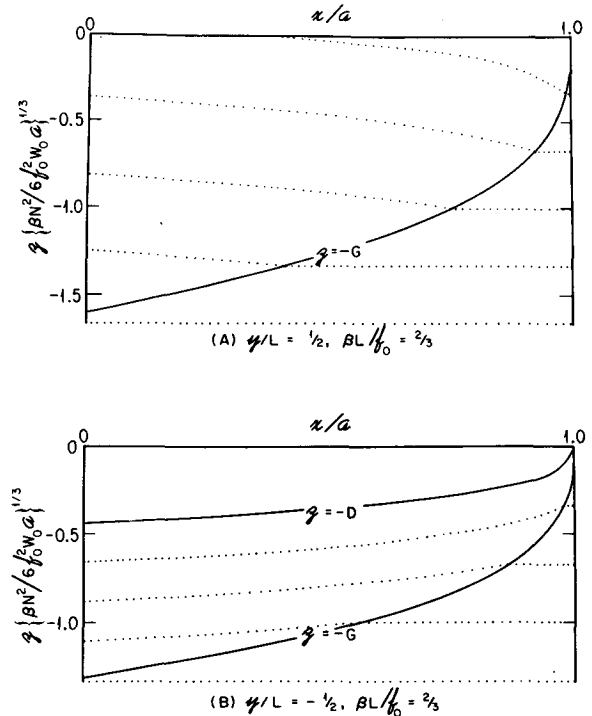 x/a
0
1.0
0
-0.5
-1.0
-1.5
z {βN²/6f₀²W₀a}^1/3
z=-G
(A) y/L = 1/2, βL/f₀ = 2/3
x/a
0
1.0
0
-0.5
-1.0
z {βN²/6f₀²W₀a}^1/3
z=-D
z=-G
(B) y/L = - 1/2, βL/f₀ = 2/3